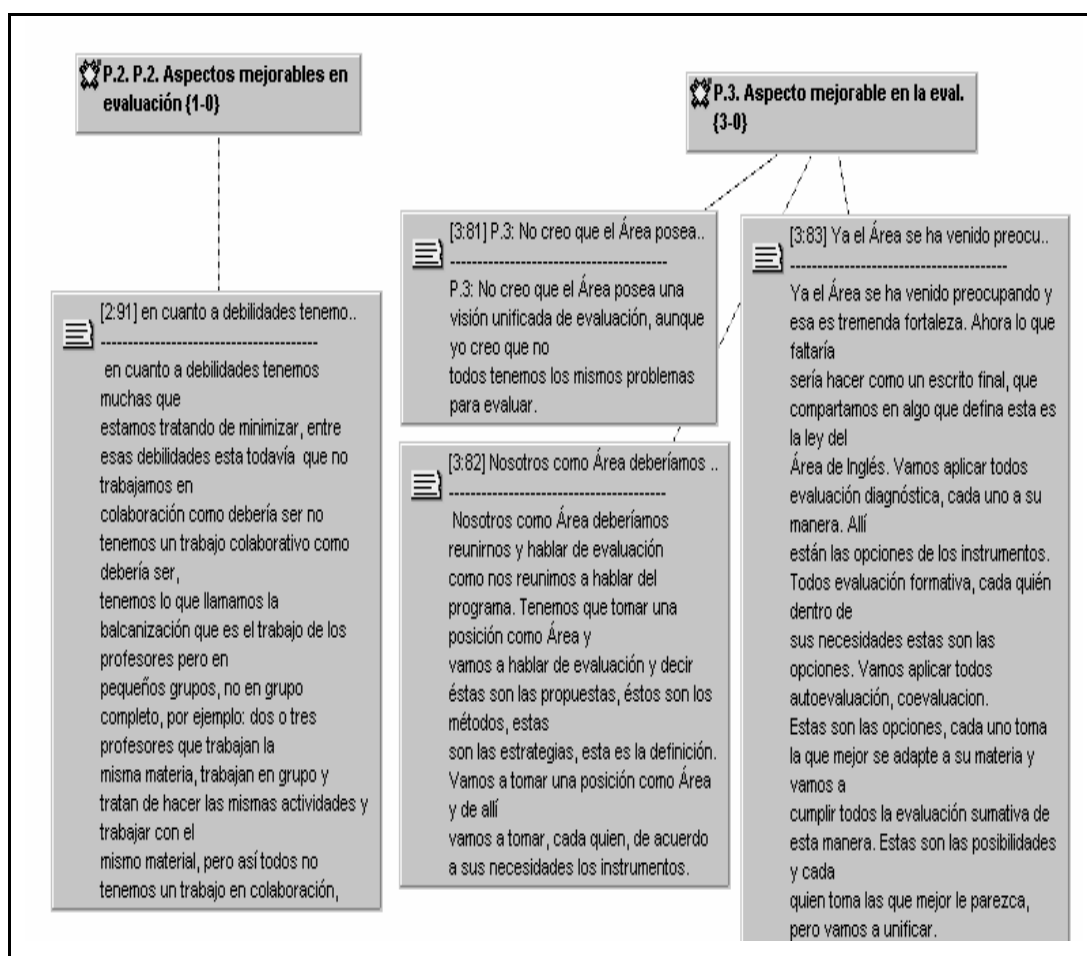 P.2. P.2. Aspectos mejorables en
evaluación {1-0}
[2:91] en cuanto a debilidades tenemo..
----------------------------------------
en cuanto a debilidades tenemos
muchas que
estamos tratando de minimizar, entre
esas debilidades esta todavía que no
trabajamos en
colaboración como debería ser no
tenemos un trabajo colaborativo como
debería ser,
tenemos lo que llamamos la
balcanización que es el trabajo de los
profesores pero en
pequeños grupos, no en grupo
completo, por ejemplo: dos o tres
profesores que trabajan la
misma materia, trabajan en grupo y
tratan de hacer las mismas actividades y
trabajar con el
mismo material, pero así todos no
tenemos un trabajo en colaboración,
P.3. Aspecto mejorable en la eval.
{3-0}
[3:81] P.3: No creo que el Área posea..
----------------------------------------
P.3: No creo que el Área posea una
visión unificada de evaluación, aunque
yo creo que no
todos tenemos los mismos problemas
para evaluar.
[3:82] Nosotros como Área deberíamos ..
----------------------------------------
Nosotros como Área deberíamos
reunirnos y hablar de evaluación
como nos reunimos a hablar del
programa. Tenemos que tomar una
posición como Área y
vamos a hablar de evaluación y decir
éstas son las propuestas, éstos son los
métodos, estas
son las estrategias, esta es la definición.
Vamos a tomar una posición como Área
y de allí
vamos a tomar, cada quien, de acuerdo
a sus necesidades los instrumentos.
[3:83] Ya el Área se ha venido preocu..
----------------------------------------
Ya el Área se ha venido preocupando y
esa es tremenda fortaleza. Ahora lo que
faltaría
sería hacer como un escrito final, que
compartamos en algo que defina esta es
la ley del
Área de Inglés. Vamos aplicar todos
evaluación diagnóstica, cada uno a su
manera. Allí
están las opciones de los instrumentos.
Todos evaluación formativa, cada quién
dentro de
sus necesidades estas son las
opciones. Vamos aplicar todos
autoevaluación, coevaluacion.
Estas son las opciones, cada uno toma
la que mejor se adapte a su materia y
vamos a
cumplir todos la evaluación sumativa de
esta manera. Estas son las posibilidades
y cada
quien toma las que mejor le parezca,
pero vamos a unificar.